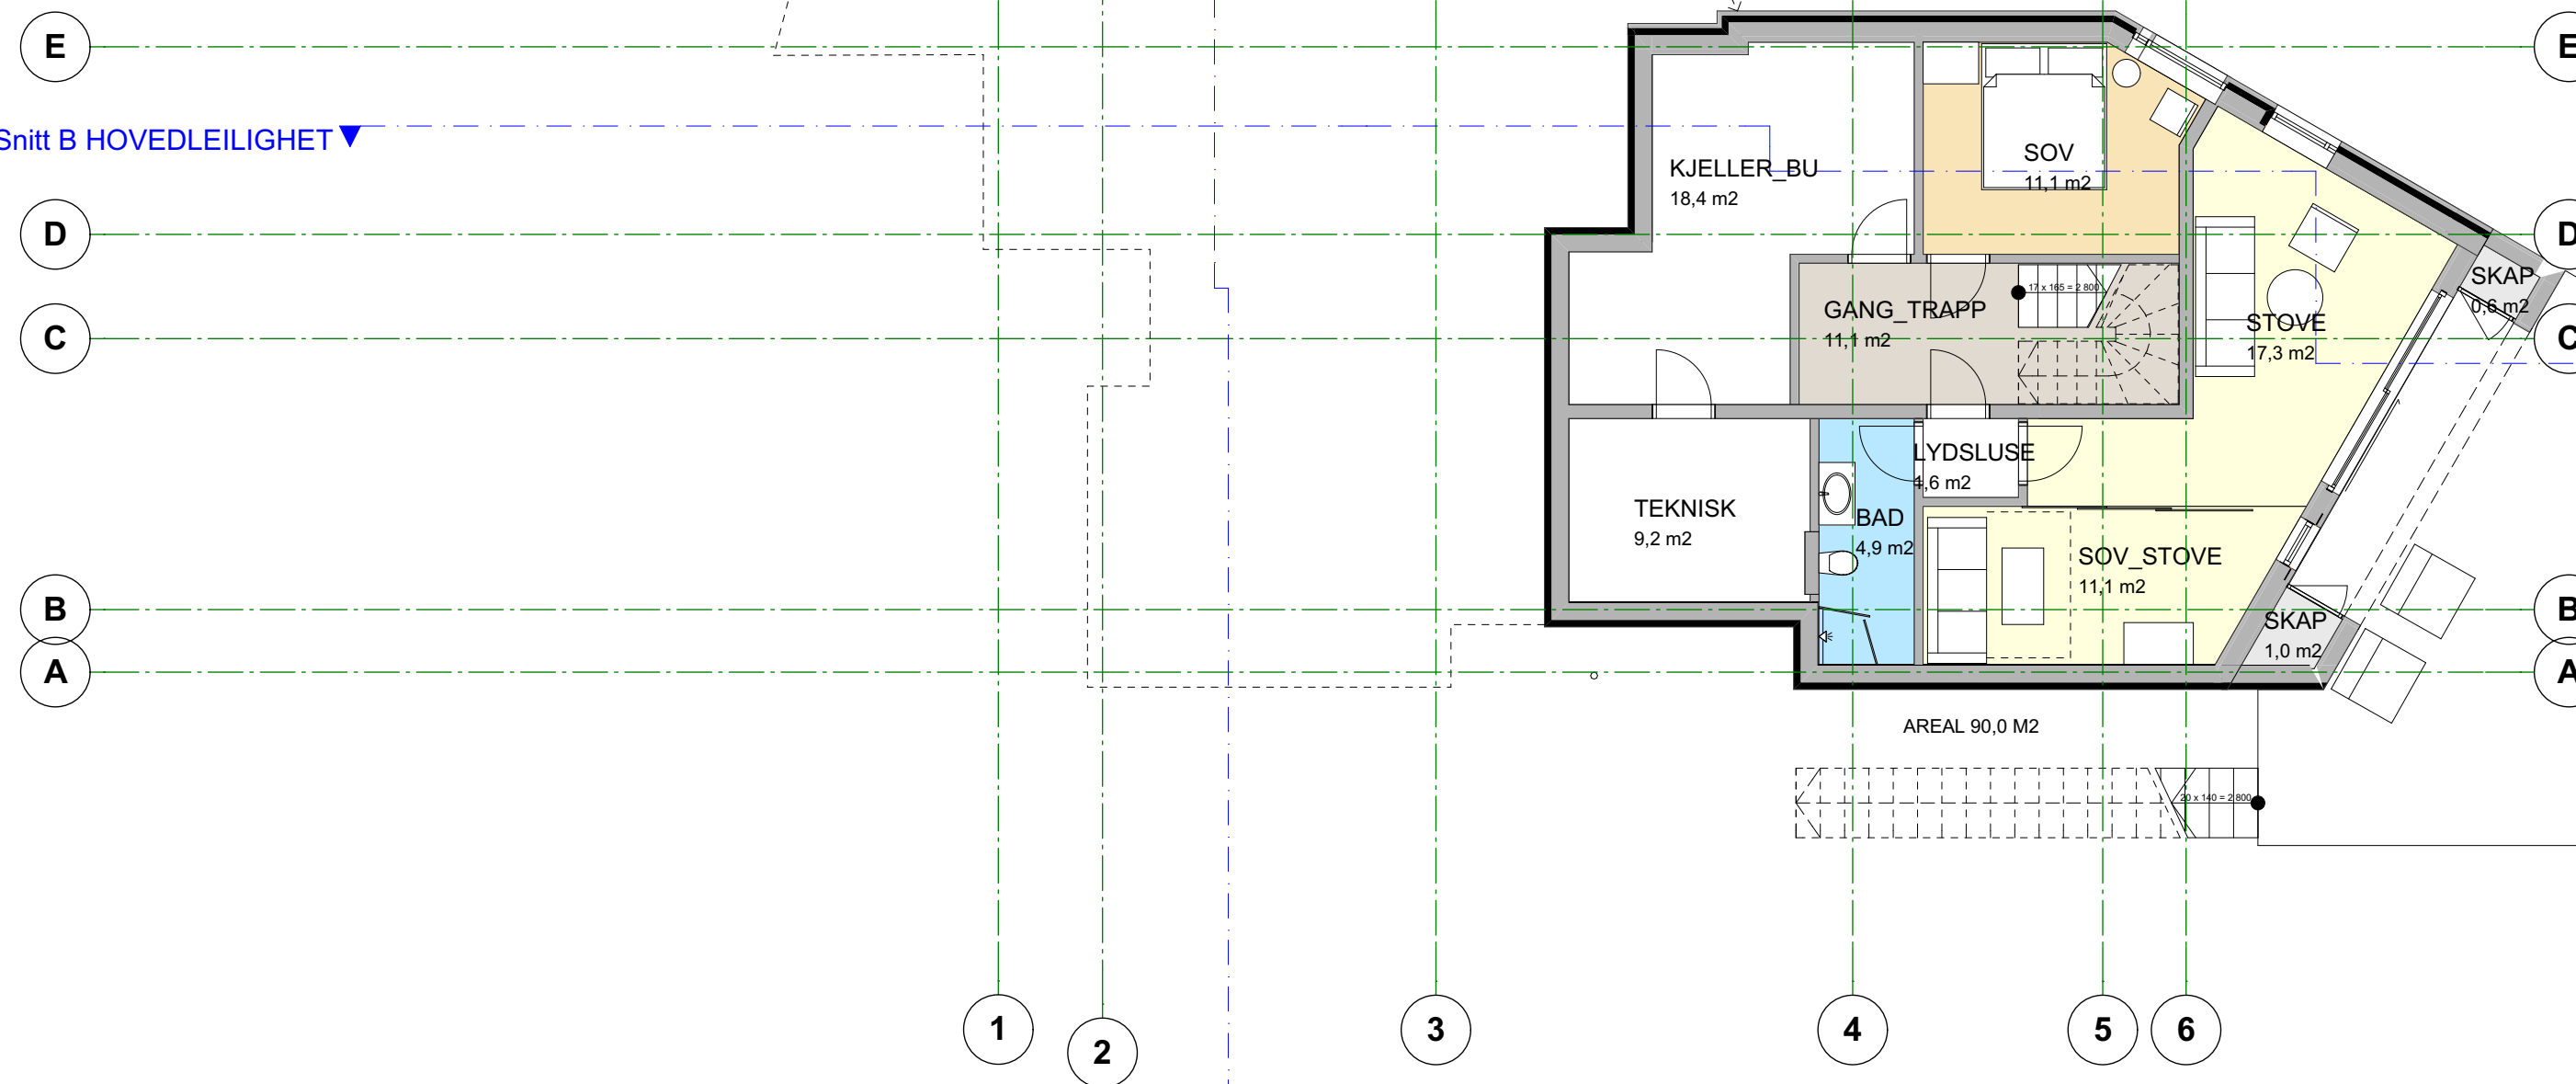 E
E
Snitt B HOVEDLEILIGHET
SOV
11,1 m2
KJELLER_BU
18,4 m2
D
D
SKAP
0,6 m2
17 x 165 = 2 800
GANG_TRAPP
11,1 m2
STOVE
17,3 m2
C
C
LYDSLUSE
TEKNISK
9,2 m2
BAD
4,9 m2
SOV_STOVE
11,1 m2
B
B
SKAP
1,0 m2
A
A
AREAL 90,0 M2
20 x 140 = 2 800
1
2
3
4
5
6